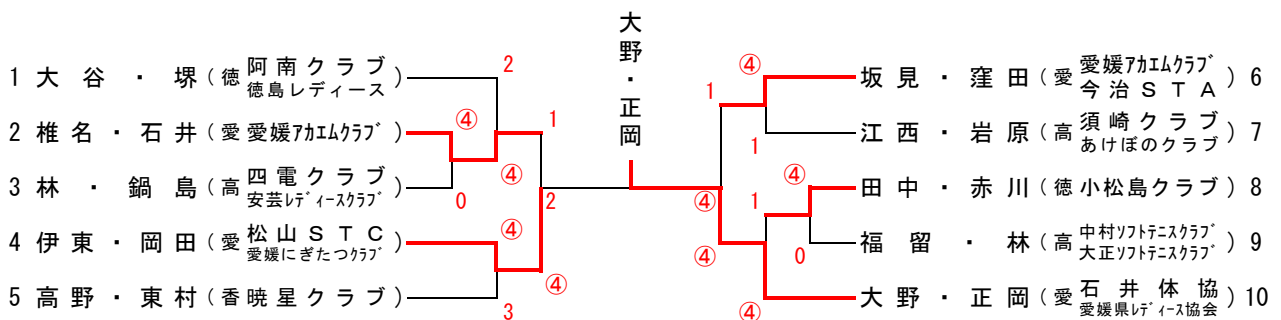 大野・正岡
1 大谷・堺（徳 阿南クラブ
徳島レディース）
2
2 椎名・石井（愛 愛媛アカエムクラブ）
④
1
④
3 林・鍋島（高 四電クラブ
安芸レディースクラブ）
0
2
4 伊東・岡田（愛 松山STC
愛媛にぎたつクラブ）
④
④
5 高野・東村（香 暁星クラブ）
3
④
坂見・窪田（愛 愛媛アカエムクラブ
今治STA）6
1
江西・岩原（高 須崎クラブ
あけぼのクラブ）7
1
④
田中・赤川（徳 小松島クラブ）8
④
1
福留・林（高 中村ソフトテニスクラブ
大正ソフトテニスクラブ）9
④
0
大野・正岡（愛 石井体協
愛媛県レディース協会）10
④